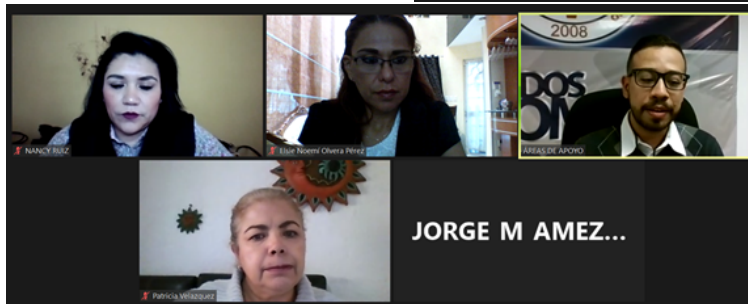 2008
DOS
NANCY RUIZ
Elsie Noemí Olvera Pérez
ÁREAS DE APOYO
Patricia Velazquez
JORGE M AMEZ...